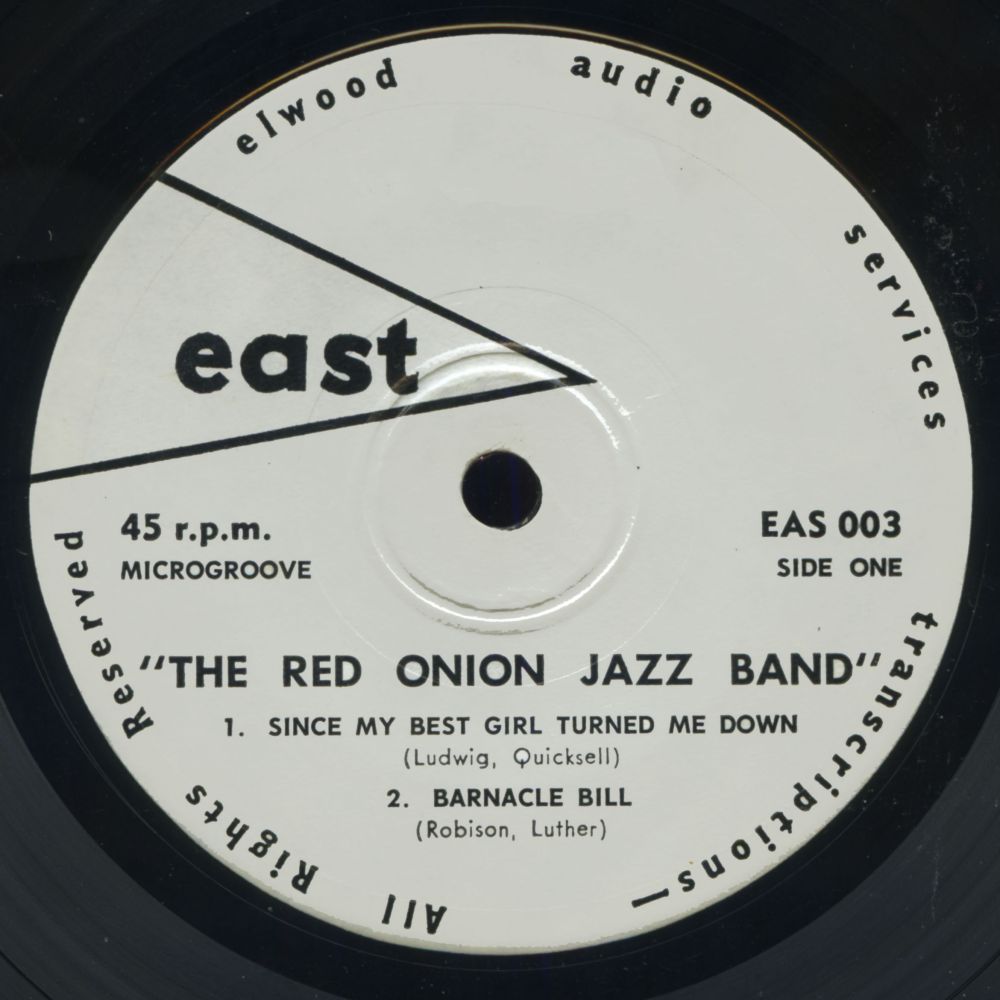 elwood audio services transcriptions— All Rights Reserved
east
45 r.p.m.
MICROGROOVE
EAS 003
SIDE ONE
"THE RED ONION JAZZ BAND"
1. SINCE MY BEST GIRL TURNED ME DOWN
(Ludwig, Quicksell)
2. BARNACLE BILL
(Robison, Luther)